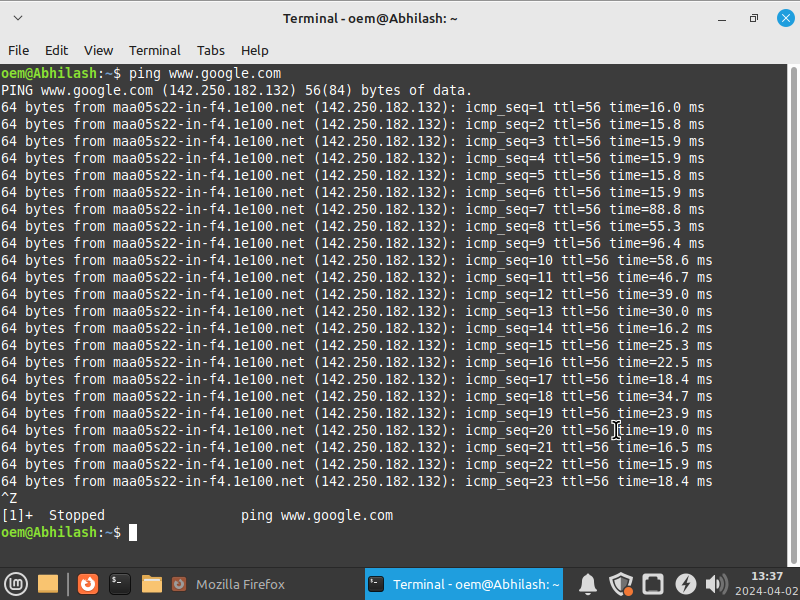 Terminal - oem@Abhilash: ~
File Edit View Terminal Tabs Help
oem@Abhilash:~$ ping www.google.com
PING www.google.com (142.250.182.132) 56(84) bytes of data.
64 bytes from maa05s22-in-f4.1e100.net (142.250.182.132): icmp_seq=1 ttl=56 time=16.0 ms
64 bytes from maa05s22-in-f4.1e100.net (142.250.182.132): icmp_seq=2 ttl=56 time=15.8 ms
64 bytes from maa05s22-in-f4.1e100.net (142.250.182.132): icmp_seq=3 ttl=56 time=15.9 ms
64 bytes from maa05s22-in-f4.1e100.net (142.250.182.132): icmp_seq=4 ttl=56 time=15.9 ms
64 bytes from maa05s22-in-f4.1e100.net (142.250.182.132): icmp_seq=5 ttl=56 time=15.8 ms
64 bytes from maa05s22-in-f4.1e100.net (142.250.182.132): icmp_seq=6 ttl=56 time=15.9 ms
64 bytes from maa05s22-in-f4.1e100.net (142.250.182.132): icmp_seq=7 ttl=56 time=88.8 ms
64 bytes from maa05s22-in-f4.1e100.net (142.250.182.132): icmp_seq=8 ttl=56 time=55.3 ms
64 bytes from maa05s22-in-f4.1e100.net (142.250.182.132): icmp_seq=9 ttl=56 time=96.4 ms
64 bytes from maa05s22-in-f4.1e100.net (142.250.182.132): icmp_seq=10 ttl=56 time=58.6 ms
64 bytes from maa05s22-in-f4.1e100.net (142.250.182.132): icmp_seq=11 ttl=56 time=46.7 ms
64 bytes from maa05s22-in-f4.1e100.net (142.250.182.132): icmp_seq=12 ttl=56 time=39.0 ms
64 bytes from maa05s22-in-f4.1e100.net (142.250.182.132): icmp_seq=13 ttl=56 time=30.0 ms
64 bytes from maa05s22-in-f4.1e100.net (142.250.182.132): icmp_seq=14 ttl=56 time=16.2 ms
64 bytes from maa05s22-in-f4.1e100.net (142.250.182.132): icmp_seq=15 ttl=56 time=25.3 ms
64 bytes from maa05s22-in-f4.1e100.net (142.250.182.132): icmp_seq=16 ttl=56 time=22.5 ms
64 bytes from maa05s22-in-f4.1e100.net (142.250.182.132): icmp_seq=17 ttl=56 time=18.4 ms
64 bytes from maa05s22-in-f4.1e100.net (142.250.182.132): icmp_seq=18 ttl=56 time=34.7 ms
64 bytes from maa05s22-in-f4.1e100.net (142.250.182.132): icmp_seq=19 ttl=56 time=23.9 ms
64 bytes from maa05s22-in-f4.1e100.net (142.250.182.132): icmp_seq=20 ttl=56 time=19.0 ms
64 bytes from maa05s22-in-f4.1e100.net (142.250.182.132): icmp_seq=21 ttl=56 time=16.5 ms
64 bytes from maa05s22-in-f4.1e100.net (142.250.182.132): icmp_seq=22 ttl=56 time=15.9 ms
64 bytes from maa05s22-in-f4.1e100.net (142.250.182.132): icmp_seq=23 ttl=56 time=18.4 ms
^Z
[1]+  Stopped                 ping www.google.com
oem@Abhilash:~$
Mozilla Firefox
Terminal - oem@Abhilash: ~
13:37
2024-04-02